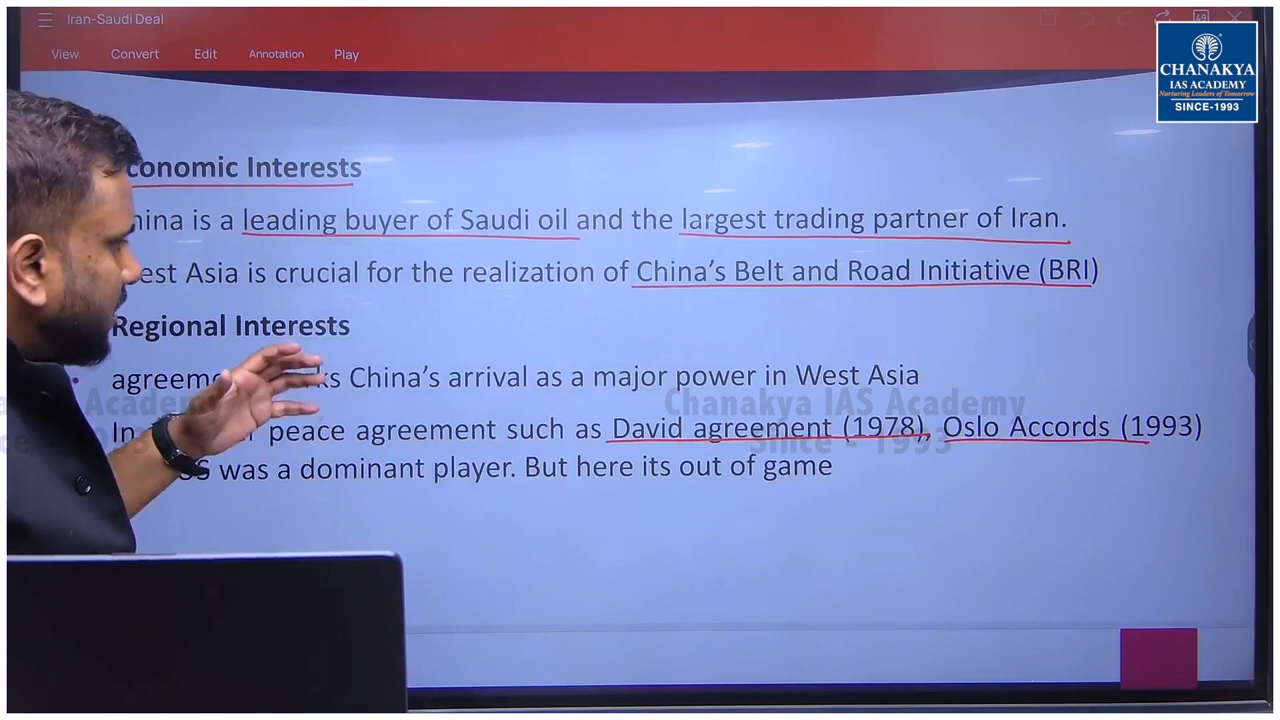 Iran-Saudi Deal
49
View Convert Edit Annotation Play
CHANAKYA
IAS ACADEMY
Nurturing Leaders of Tomorrow
SINCE-1993
conomic Interests
hina is a leading buyer of Saudi oil and the largest trading partner of Iran.
est Asia is crucial for the realization of China's Belt and Road Initiative (BRI)
Regional Interests
agreem ks China's arrival as a major power in West Asia
Chanakya IAS Academy
In r peace agreement such as David agreement (1978), Oslo Accords (1993)
Since - 1993
was a dominant player. But here its out of game